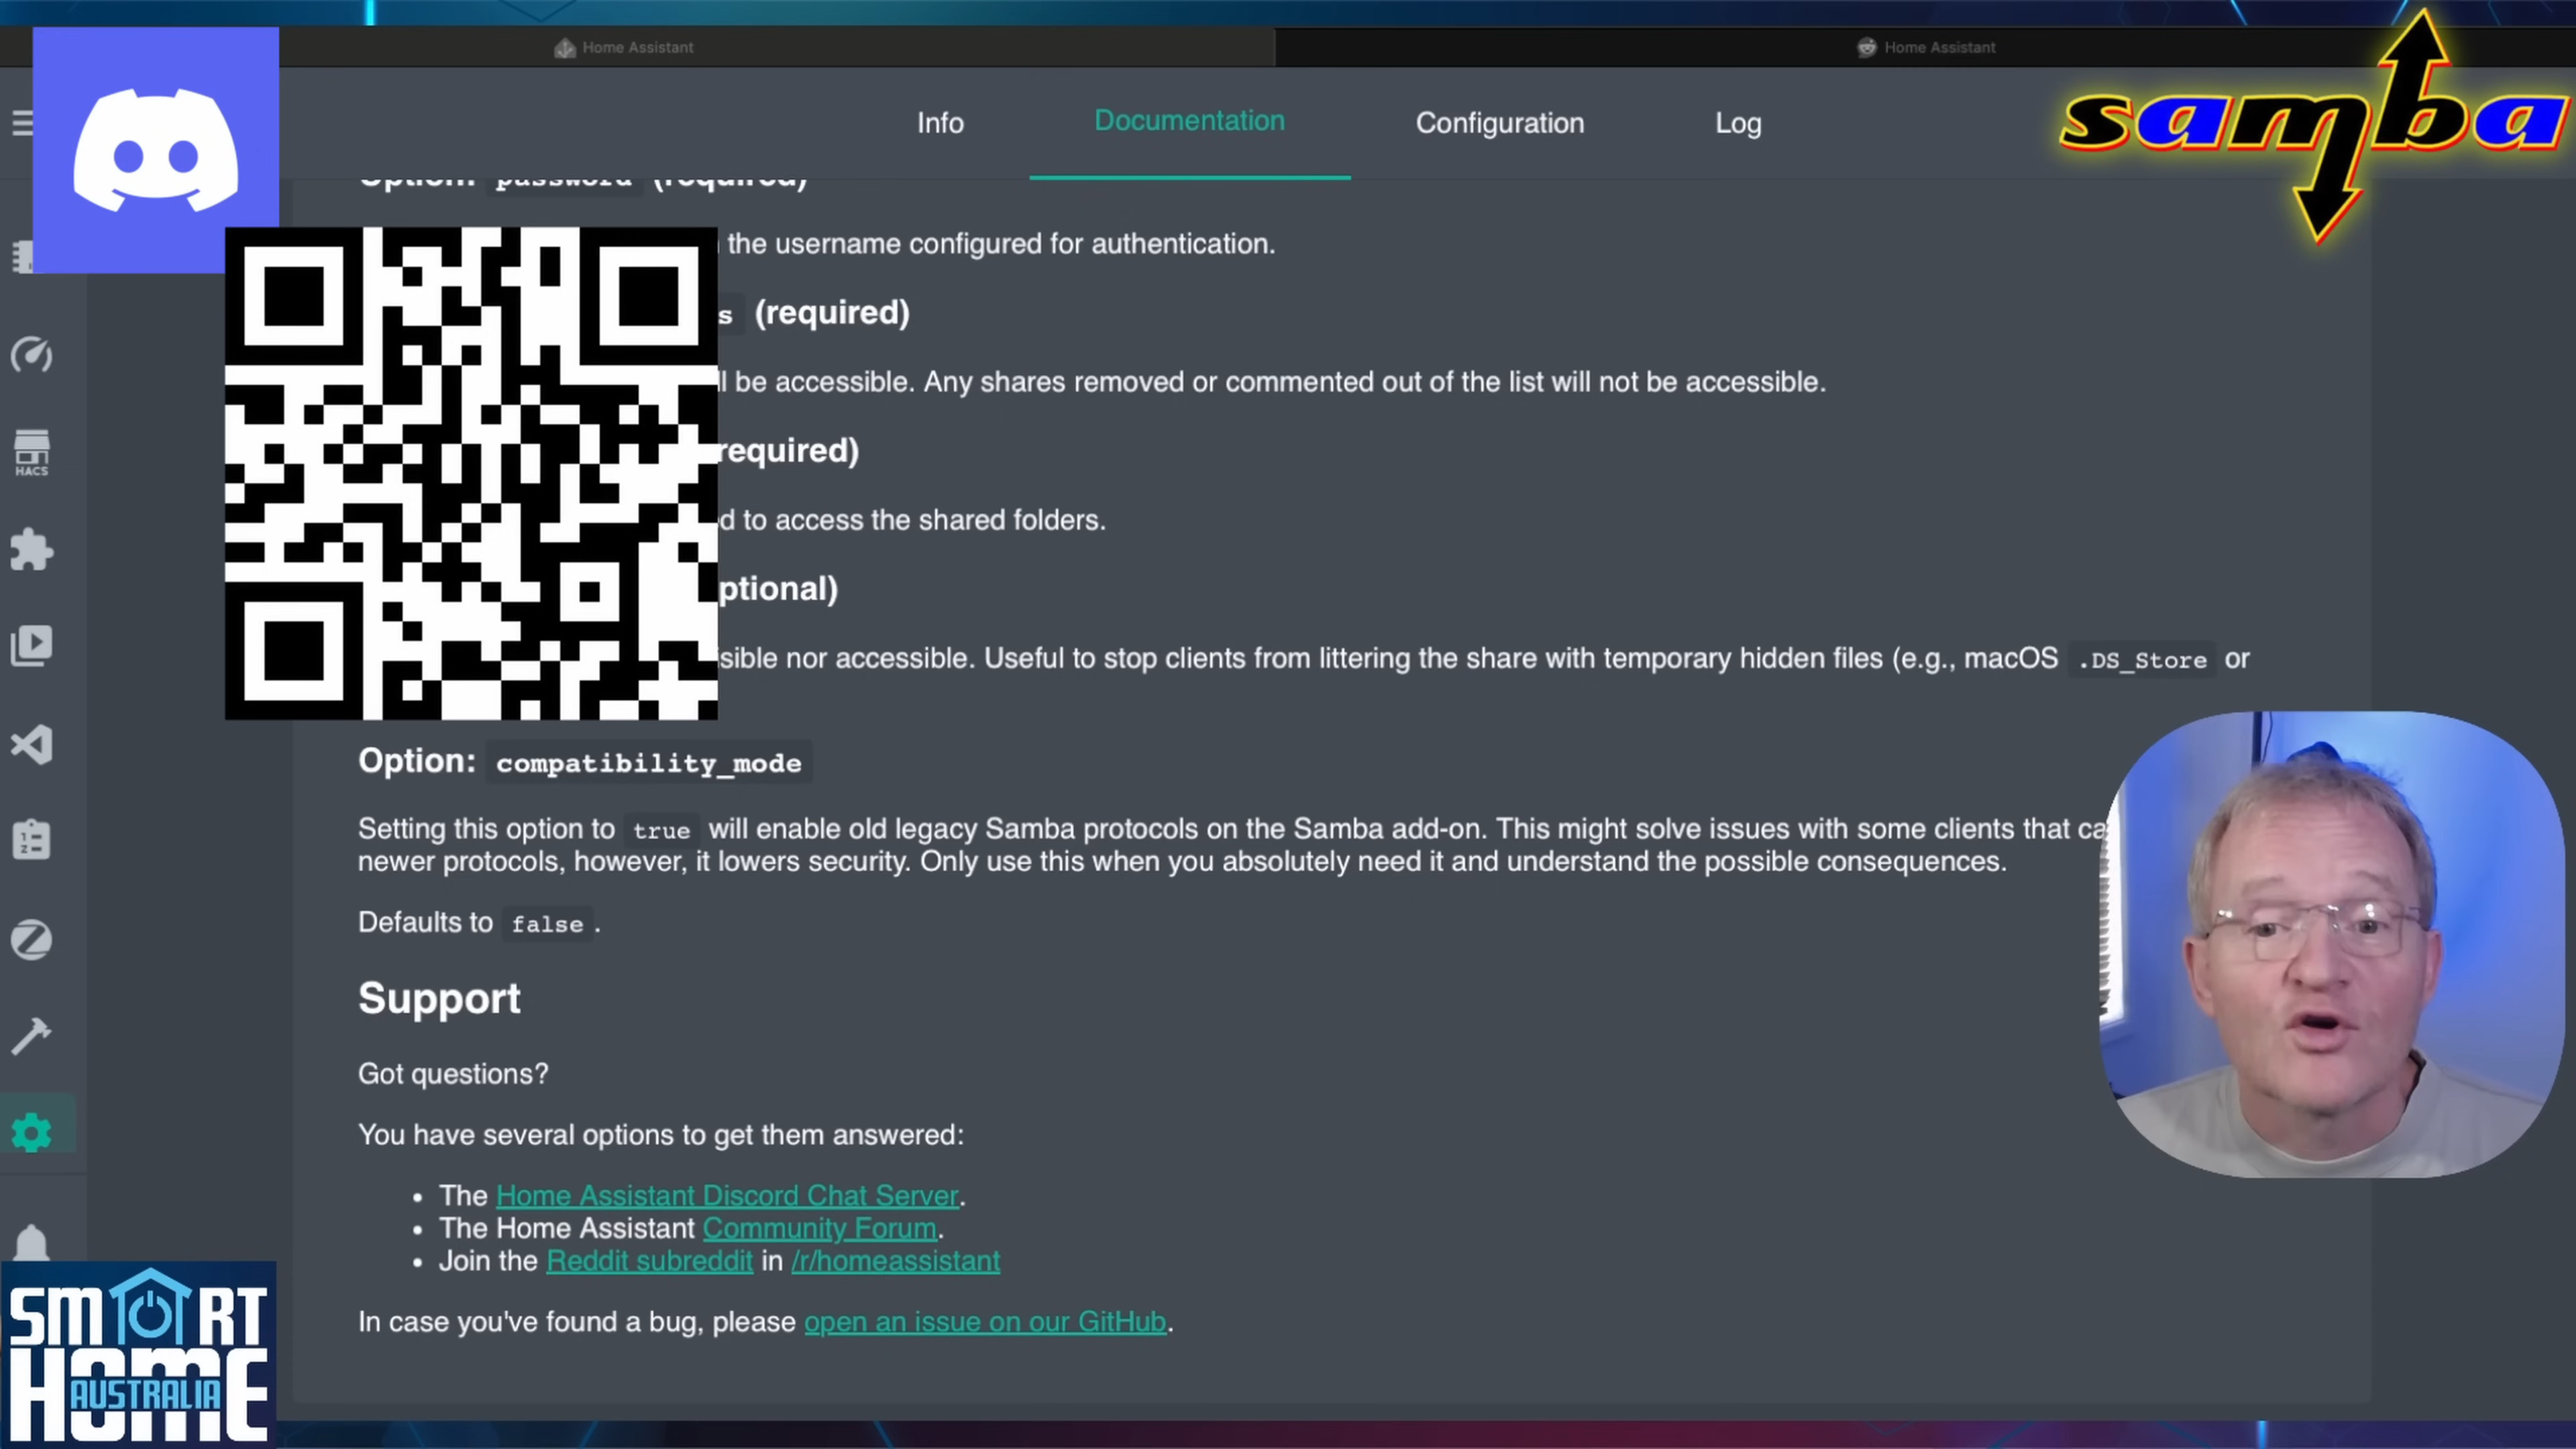 Home Assistant
Home Assistant
Info
Documentation
Configuration
Log
samba
Option: password (required)
the username configured for authentication.
s (required)
be accessible. Any shares removed or commented out of the list will not be accessible.
required)
d to access the shared folders.
ptional)
sible nor accessible. Useful to stop clients from littering the share with temporary hidden files (e.g., macOS .DS_Store or
HACS
Option: compatibility_mode
Setting this option to true will enable old legacy Samba protocols on the Samba add-on. This might solve issues with some clients that ca
newer protocols, however, it lowers security. Only use this when you absolutely need it and understand the possible consequences.
Defaults to false.
Support
Got questions?
You have several options to get them answered:
• The Home Assistant Discord Chat Server.
• The Home Assistant Community Forum.
• Join the Reddit subreddit in /r/homeassistant
In case you've found a bug, please open an issue on our GitHub.
SMART
HOME
AUSTRALIA